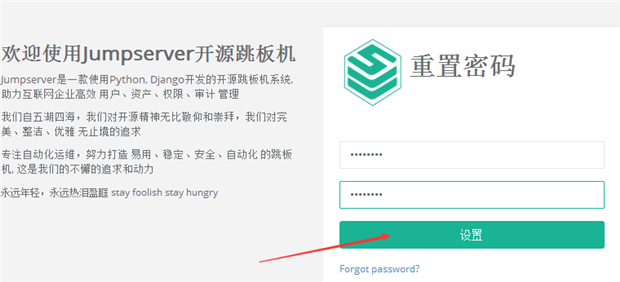 欢迎使用Jumpserver开源跳板机
Jumpserver是一款使用Python, Django开发的开源跳板机系统,
助力互联网企业高效 用户、资产、权限、审计 管理
我们自五湖四海，我们对开源精神无比敬仰和崇拜，我们对完
美、整洁、优雅 无止境的追求
专注自动化运维，努力打造 易用、稳定、安全、自动化 的跳板
机, 这是我们的不懈的追求和动力
永远年轻，永远热泪盈眶 stay foolish stay hungry
重置密码
••••••••
••••••••
设置
Forgot password?